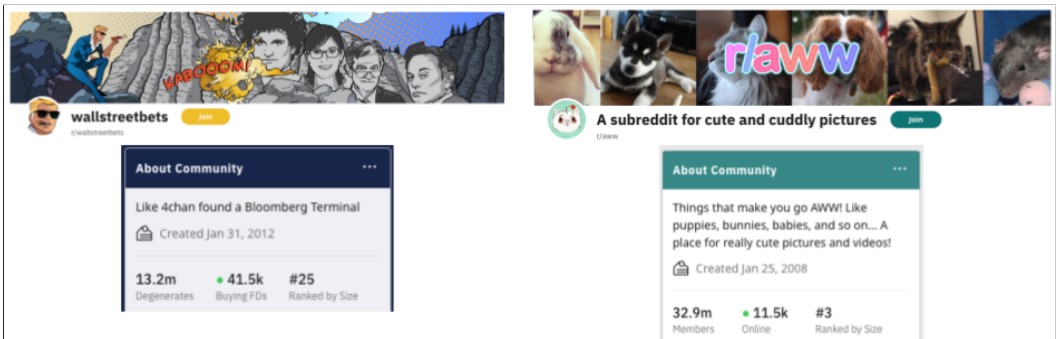 KABOOOM!
wallstreetbets
Join
r/wallstreetbets
About Community
Like 4chan found a Bloomberg Terminal
Created Jan 31, 2012
13.2m 41.5k #25
Degenerates Buying FDs Ranked by Size
r/aww
A subreddit for cute and cuddly pictures
Join
r/aww
About Community
Things that make you go AWW! Like
puppies, bunnies, babies, and so on... A
place for really cute pictures and videos!
Created Jan 25, 2008
32.9m 11.5k #3
Members Online Ranked by Size